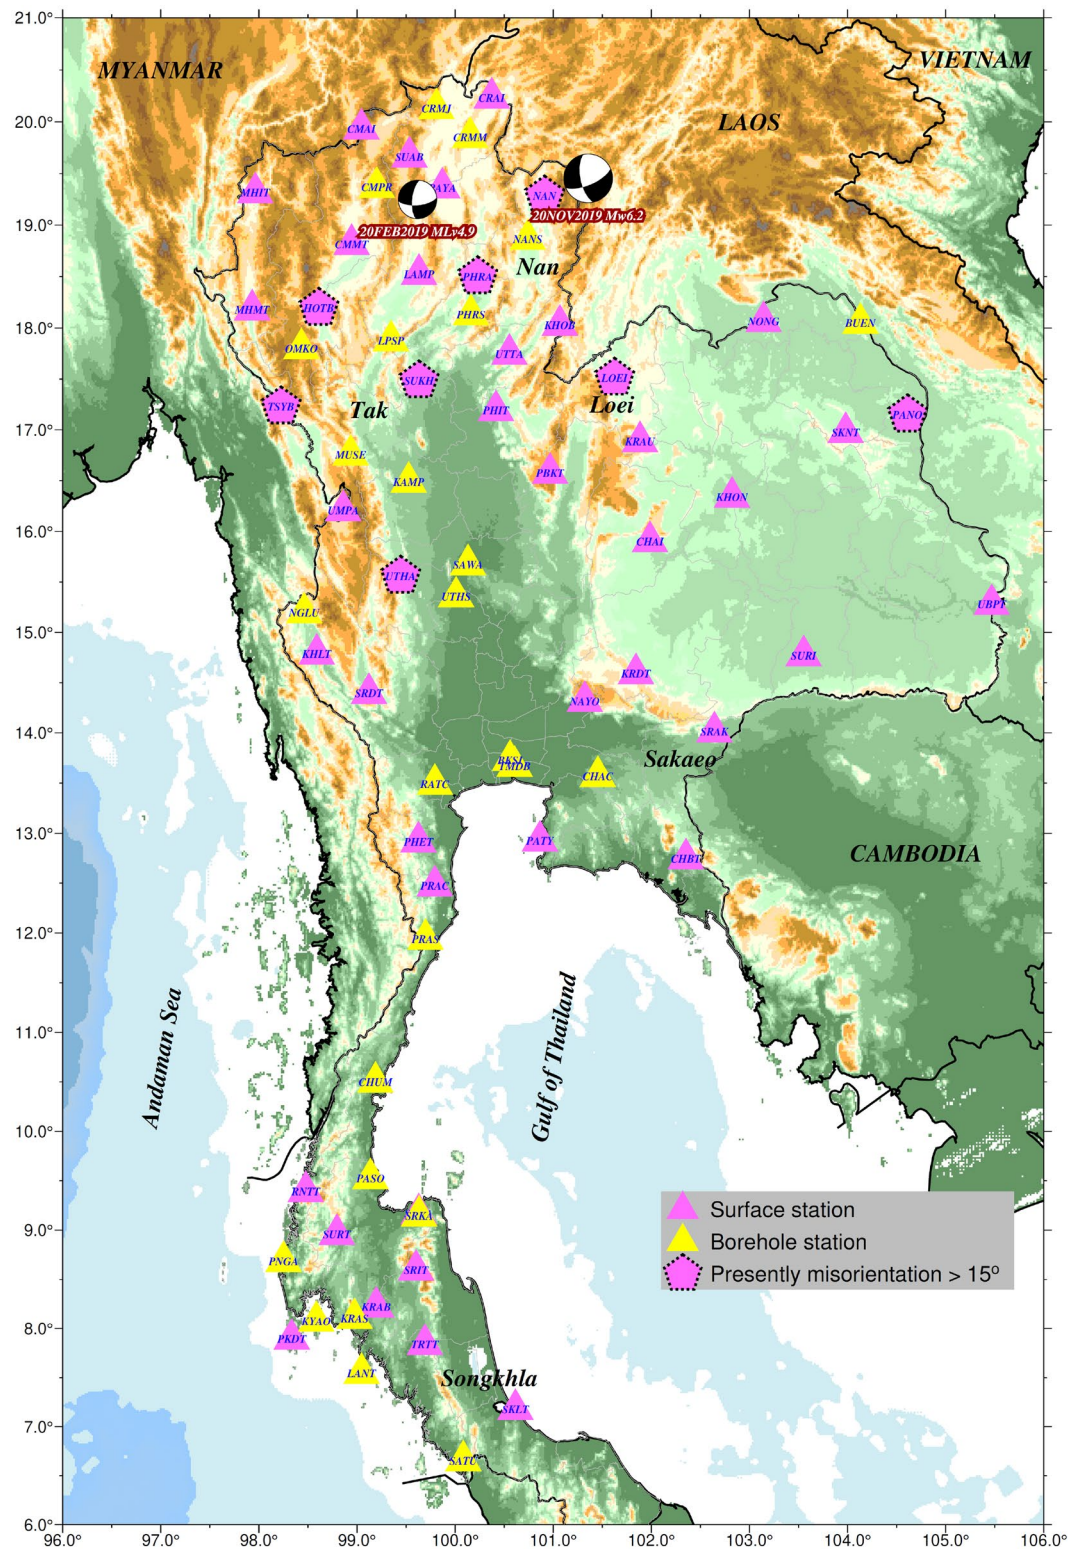 21.0°
20.0°
19.0°
18.0°
17.0°
16.0°
15.0°
14.0°
13.0°
12.0°
11.0°
10.0°
9.0°
8.0°
7.0°
6.0°
96.0°
97.0°
98.0°
99.0°
100.0°
101.0°
102.0°
103.0°
104.0°
105.0°
106.0°
MYANMAR
VIETNAM
LAOS
CAMBODIA
Nan
Tak
Loei
Sakaeo
Songkhla
Andaman Sea
Gulf of Thailand
CRAI
CRMJ
CMAI
CRMM
SUAB
CMPR
MHIT
NAN
20NOV2019 Mw6.2
20FEB2019 MLv4.9
NANS
CMMT
LAMP
PHRA
MHMT
HOTB
PHRS
KHOB
NONG
BUEN
OMKO
LPSP
UTTA
SUKH
LOEI
TSYB
PHIT
PANO
SKNT
KRAU
MUSE
KAMP
PBKT
KHON
UMPA
CHAI
SAWA
UTHA
UTHS
NGLU
UBPT
KHLT
SURI
KRDT
SRDT
NAYO
SRAK
TMDB
CHAC
RATC
PHET
PATY
CHBT
PRAC
PRAS
CHUM
PASO
RNTT
SRKA
SURT
PNGA
SRIT
KRAB
KRAS
KYAO
PKDT
TRTT
LANT
SKLT
SATU
Surface station
Borehole station
Presently misorientation > 15º